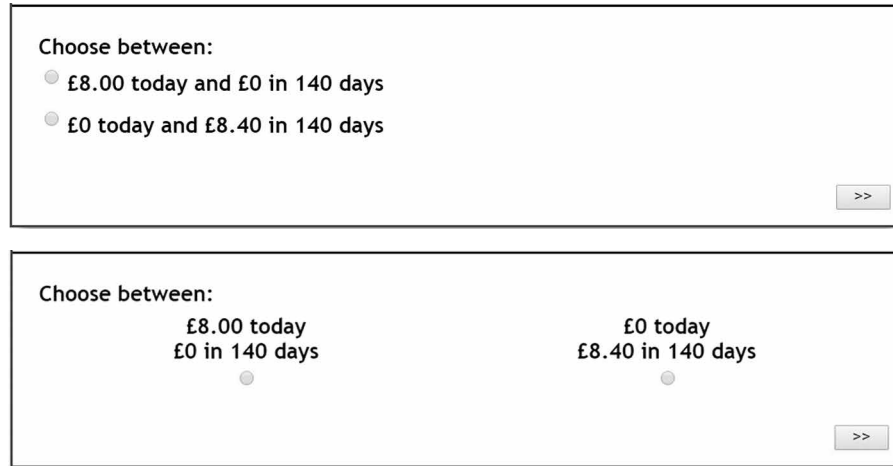 Choose between:
£8.00 today and £0 in 140 days
£0 today and £8.40 in 140 days
>>
Choose between:
£8.00 today
£0 in 140 days
£0 today
£8.40 in 140 days
>>